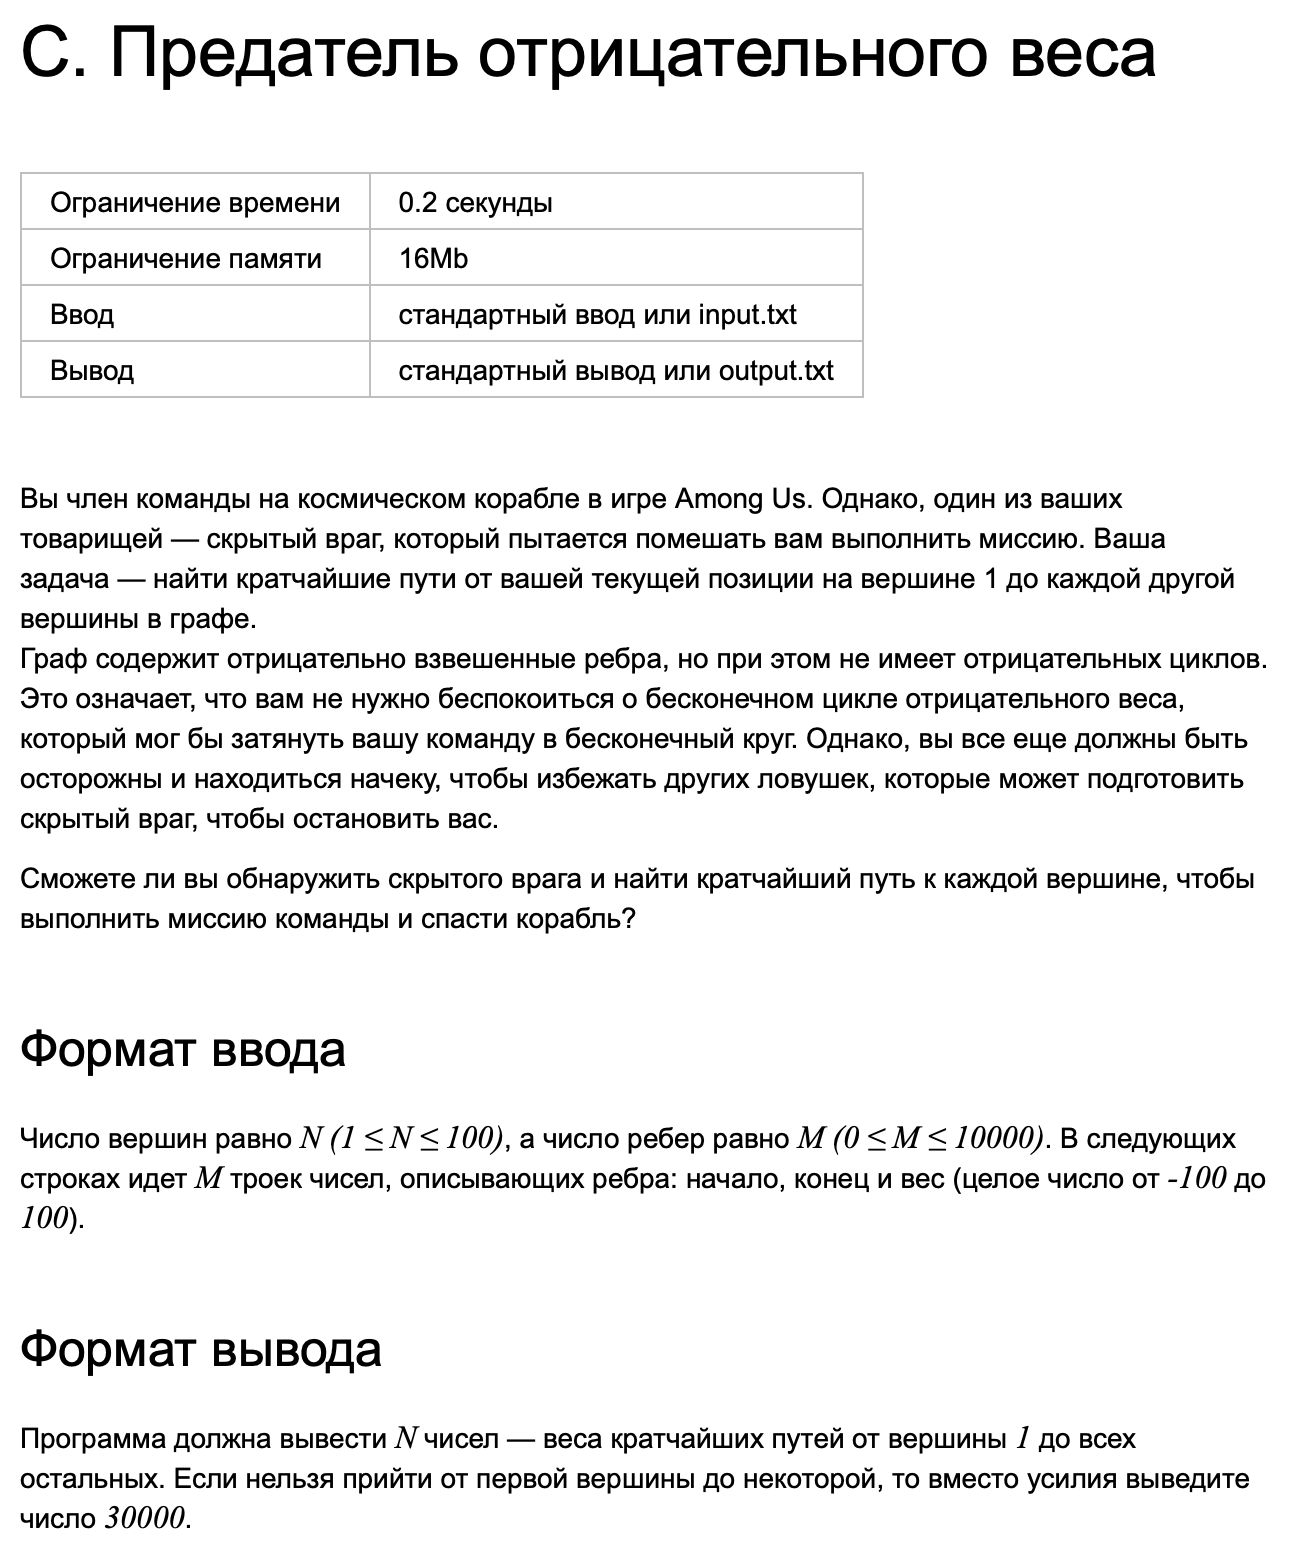 С. Предатель отрицательного веса
Ограничение времени 0.2 секунды
Ограничение памяти 16Mb
Ввод стандартный ввод или input.txt
Вывод стандартный вывод или output.txt
Вы член команды на космическом корабле в игре Among Us. Однако, один из ваших
товарищей — скрытый враг, который пытается помешать вам выполнить миссию. Ваша
задача — найти кратчайшие пути от вашей текущей позиции на вершине 1 до каждой другой
вершины в графе.
Граф содержит отрицательно взвешенные ребра, но при этом не имеет отрицательных циклов.
Это означает, что вам не нужно беспокоиться о бесконечном цикле отрицательного веса,
который мог бы затянуть вашу команду в бесконечный круг. Однако, вы все еще должны быть
осторожны и находиться начеку, чтобы избежать других ловушек, которые может подготовить
скрытый враг, чтобы остановить вас.
Сможете ли вы обнаружить скрытого врага и найти кратчайший путь к каждой вершине, чтобы
выполнить миссию команды и спасти корабль?
Формат ввода
Число вершин равно N (1 ≤ N ≤ 100), а число ребер равно M (0 ≤ M ≤ 10000). В следующих
строках идет M троек чисел, описывающих ребра: начало, конец и вес (целое число от -100 до
100).
Формат вывода
Программа должна вывести N чисел — веса кратчайших путей от вершины 1 до всех
остальных. Если нельзя прийти от первой вершины до некоторой, то вместо усилия выведите
число 30000.